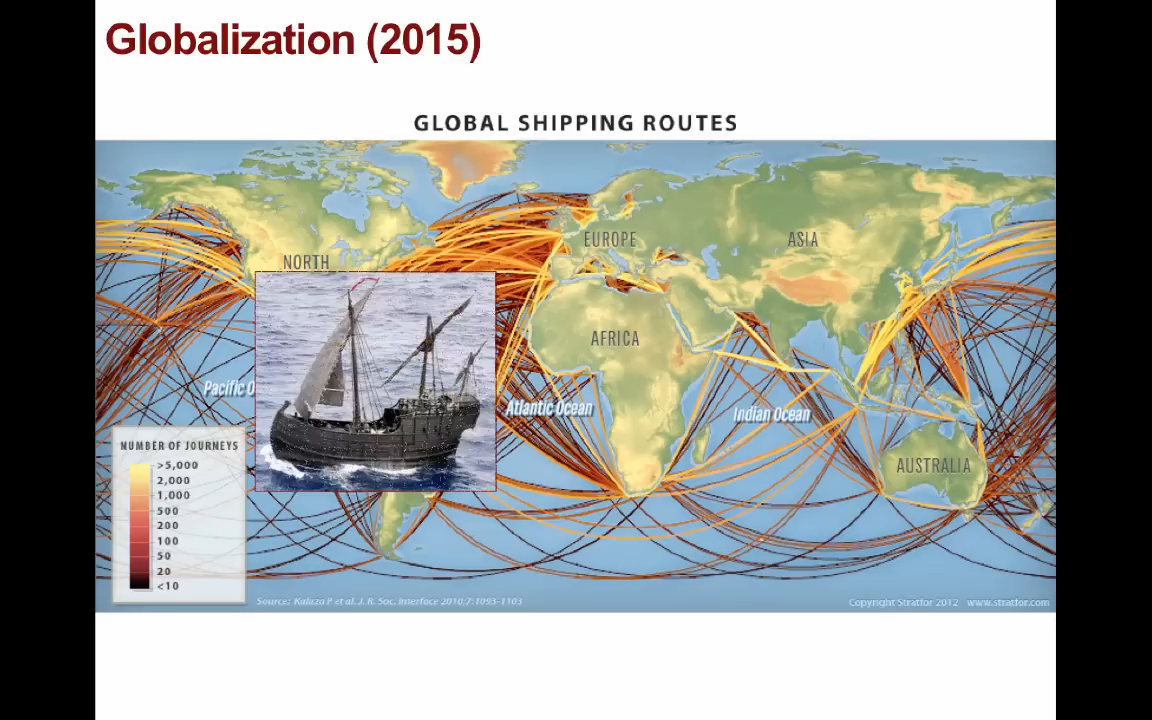 Globalization (2015)
GLOBAL SHIPPING ROUTES
NORTH
EUROPE
ASIA
AFRICA
Pacific O
Atlantic Ocean
Indian Ocean
AUSTRALIA
NUMBER OF JOURNEYS
>5,000
2,000
1,000
500
200
100
50
20
<10
Source: Kaluza P et al. J. R. Soc. Interface 2010;7:1093-1103
Copyright Stratfor 2012 www.stratfor.com